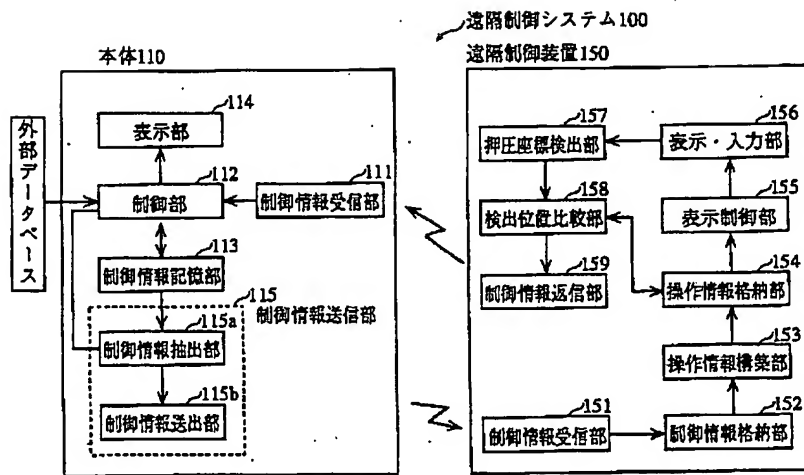 遠隔制御システム100
本体110
遠隔制御装置150
外部データベース
114
表示部
112
制御部
111
制御情報受信部
113
制御情報記憶部
115
制御情報送信部
115a
制御情報抽出部
115b
制御情報送出部
157
押圧座標検出部
156
表示・入力部
158
検出位置比較部
155
表示制御部
159
制御情報返信部
154
操作情報格納部
153
操作情報構築部
151
制御情報受信部
152
制御情報格納部